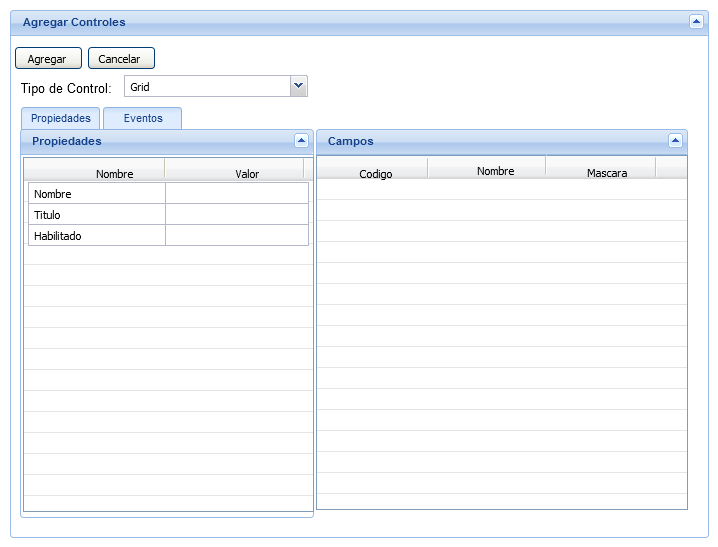 Agregar Controles
Agregar Cancelar
Tipo de Control: Grid
Propiedades Eventos
Propiedades Campos
Nombre Valor Codigo Nombre Mascara
Nombre
Titulo
Habilitado